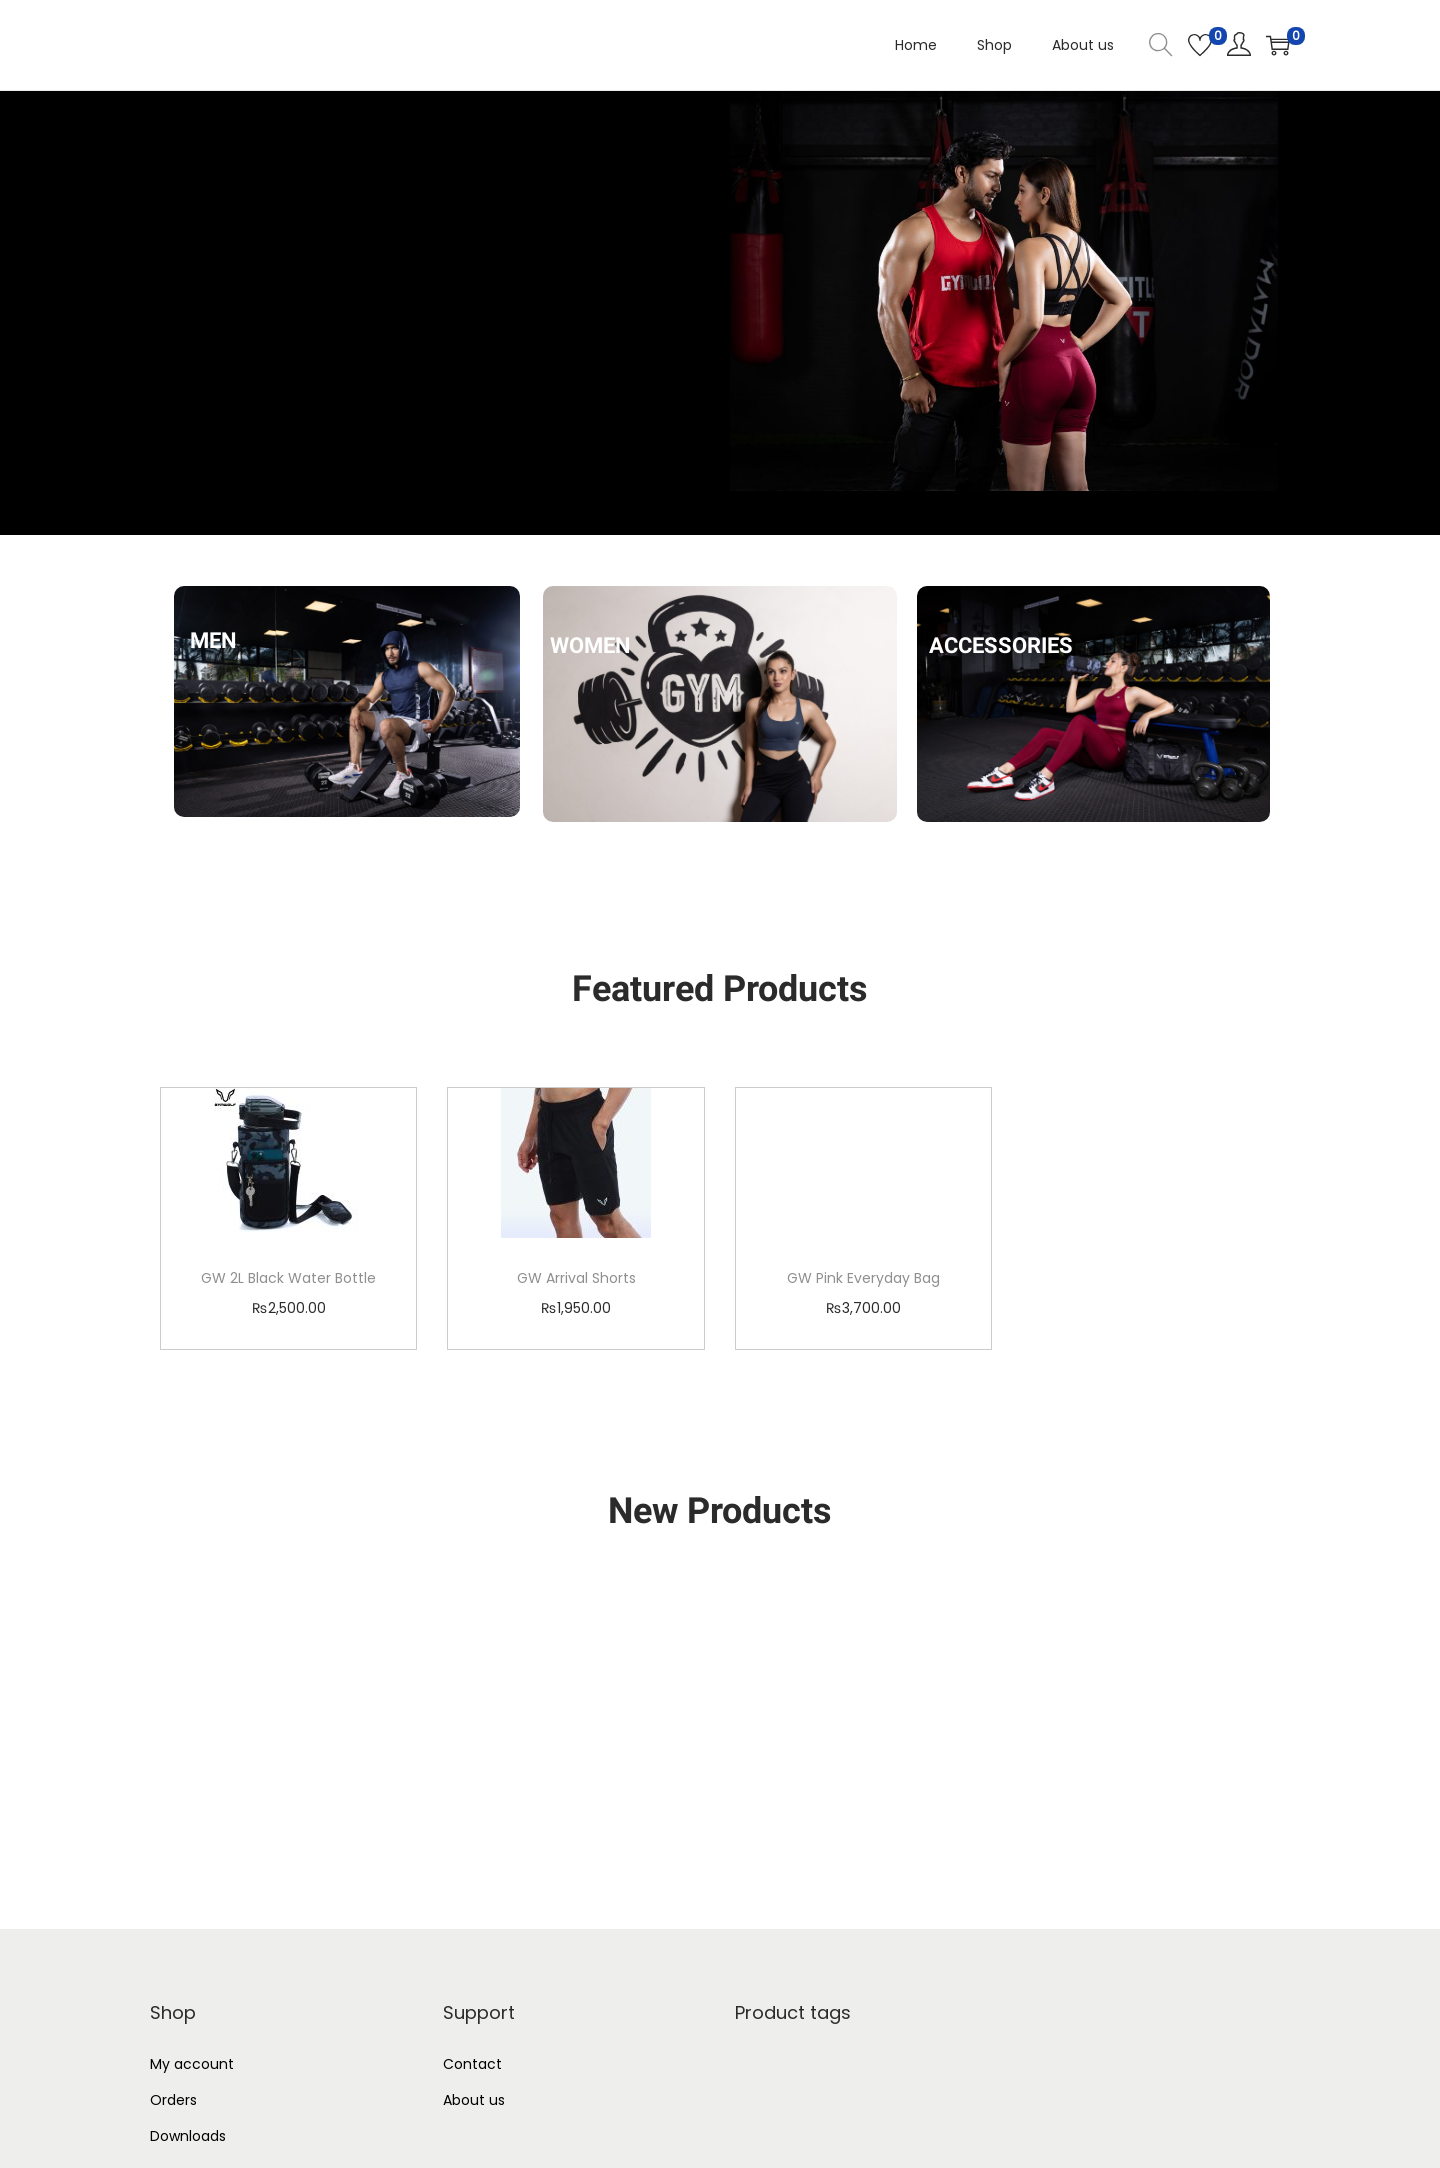 Home
Shop
About us
0
0
TITLE
T
MATADOR
MEN
WOMEN
GYM
ACCESSORIES
Featured Products
GW 2L Black Water Bottle
₨2,500.00
GW Arrival Shorts
₨1,950.00
GW Pink Everyday Bag
₨3,700.00
New Products
Shop
My account
Orders
Downloads
Support
Contact
About us
Product tags